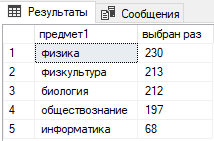 Результаты Сообщения
предмет1 выбран раз
1 физика 230
2 физкультура 213
3 биология 212
4 обществознание 197
5 информатика 68